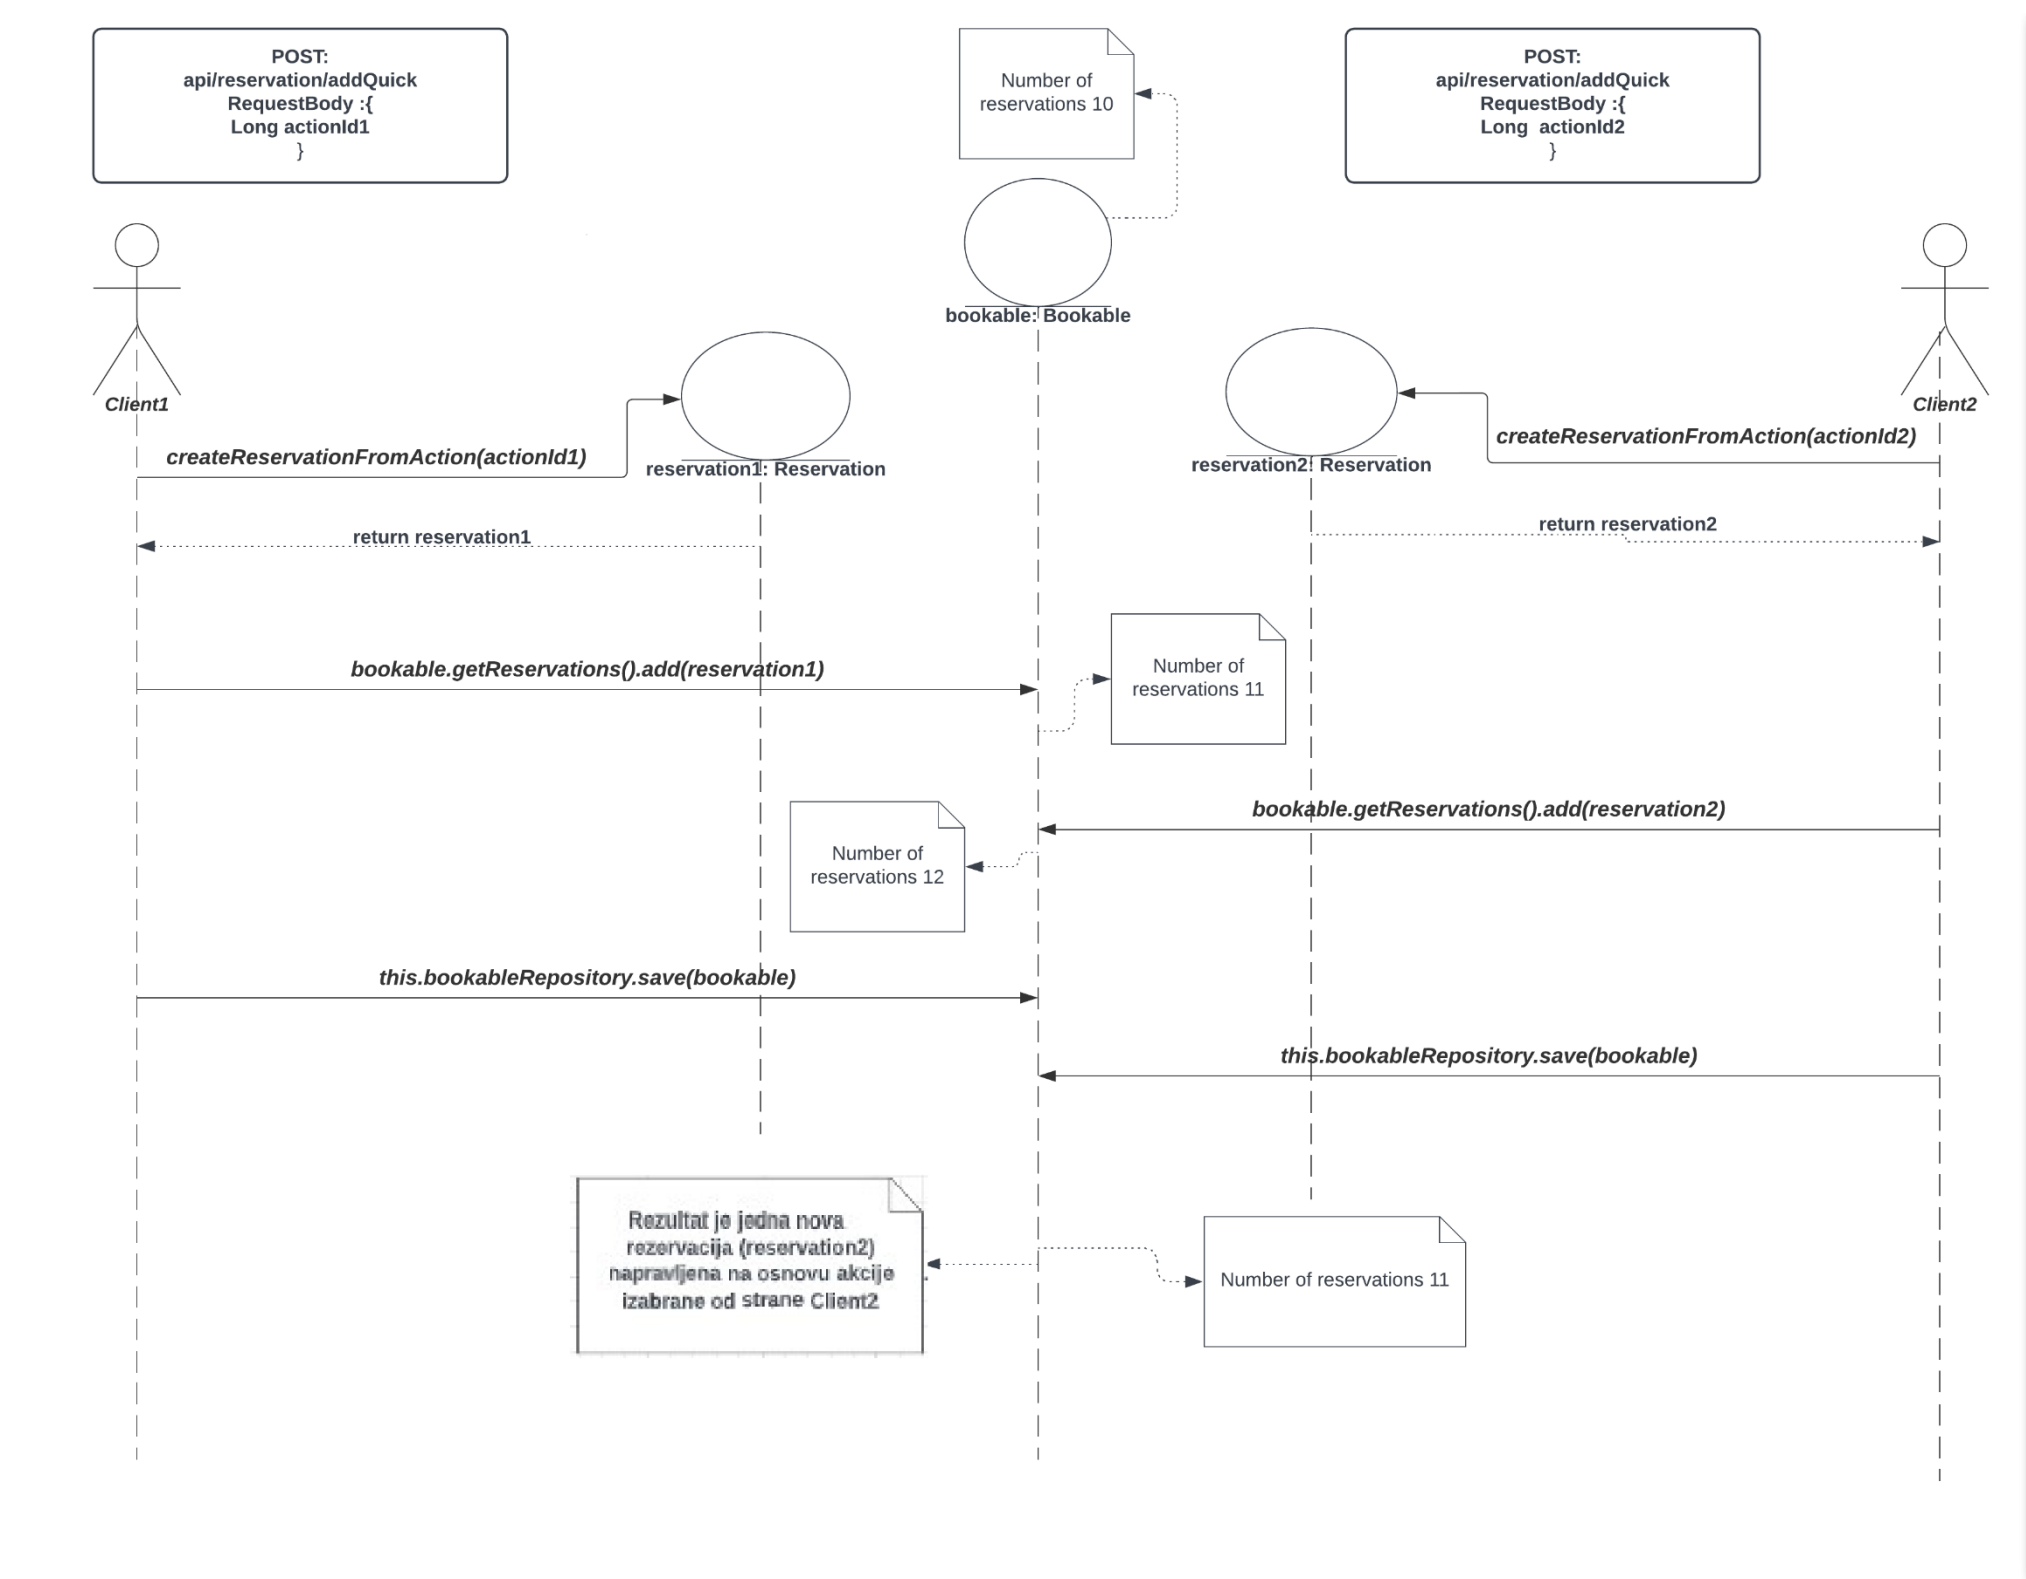 POST:
api/reservation/addQuick
RequestBody :{
Long actionId1
}
Number of
reservations 10
POST:
api/reservation/addQuick
RequestBody :{
Long  actionId2
}
bookable: Bookable
Client1
Client2
createReservationFromAction(actionId1)
reservation1: Reservation
createReservationFromAction(actionId2)
reservation2: Reservation
return reservation1
return reservation2
bookable.getReservations().add(reservation1)
Number of
reservations 11
bookable.getReservations().add(reservation2)
Number of
reservations 12
this.bookableRepository.save(bookable)
this.bookableRepository.save(bookable)
Rezultat je jedna nova
rezervacija (reservation2)
napravljena na osnovu akcije
izabrane od strane Client2
Number of reservations 11